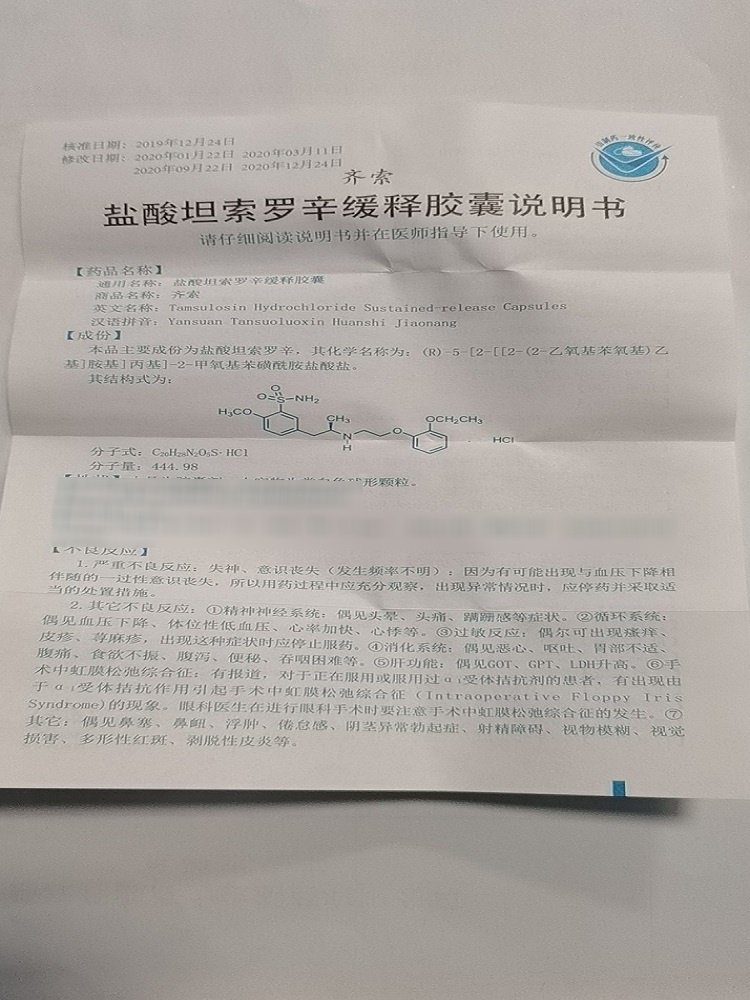 核准日期：2019年12月24日
修改日期：2020年01月22日 2020年03月11日
2020年09月22日 2020年12月24日
仿制药一致性评价
齐索
盐酸坦索罗辛缓释胶囊说明书
请仔细阅读说明书并在医师指导下使用。
【药品名称】
通用名称：盐酸坦索罗辛缓释胶囊
商品名称：齐索
英文名称：Tamsulosin Hydrochloride Sustained-release Capsules
汉语拼音：Yansuan Tansuoluoxin Huanshi Jiaonang
【成份】
本品主要成份为盐酸坦索罗辛，其化学名称为：(R)-5-[2-[[2-(2-乙氧基苯氧基)乙
基]胺基]丙基]-2-甲氧基苯磺酰胺盐酸盐。
其结构式为：
O
O S NH₂
H₃CO CH₃ OCH₂CH₃
O
N
H
· HCl
分子式：C₂₀H₂₈N₂O₅S·HCl
分子量：444.98
形颗粒。
【不良反应】
1.严重不良反应：失神、意识丧失（发生频率不明）：因为有可能出现与血压下降相
伴随的一过性意识丧失，所以用药过程中应充分观察，出现异常情况时，应停药并采取适
当的处置措施。
2.其它不良反应：①精神神经系统：偶见头晕、头痛、蹒跚感等症状。②循环系统：
偶见血压下降、体位性低血压、心率加快、心悸等。③过敏反应：偶尔可出现瘙痒、
皮疹、荨麻疹，出现这种症状时应停止服药。④消化系统：偶见恶心、呕吐、胃部不适、
腹痛、食欲不振、腹泻、便秘、吞咽困难等。⑤肝功能：偶见GOT、GPT、LDH升高。⑥手
术中虹膜松弛综合征：有报道，对于正在服用或服用过α₁受体拮抗剂的患者，有出现由
于α₁受体拮抗作用引起手术中虹膜松弛综合征（Intraoperative Floppy Iris
Syndrome)的现象。眼科医生在进行眼科手术时要注意手术中虹膜松弛综合征的发生。⑦
其它：偶见鼻塞、鼻衄、浮肿、倦怠感、阴茎异常勃起症、射精障碍、视物模糊、视觉
损害、多形性红斑、剥脱性皮炎等。